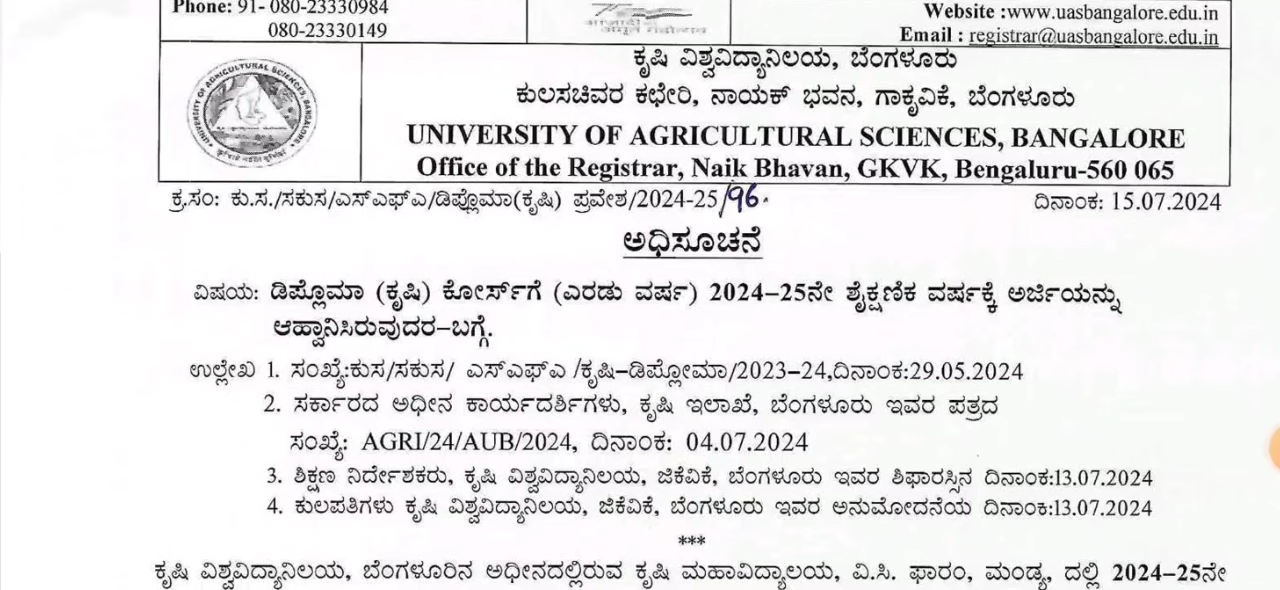 Phone: 91- 080-23330984
080-23330149
Website :www.uasbangalore.edu.in
Email : registrar@uasbangalore.edu.in
ಕೃಷಿ ವಿಶ್ವವಿದ್ಯಾನಿಲಯ, ಬೆಂಗಳೂರು
ಕುಲಸಚಿವರ ಕಛೇರಿ, ನಾಯಕ್ ಭವನ, ಗಾಕೃವಿಕೆ, ಬೆಂಗಳೂರು
UNIVERSITY OF AGRICULTURAL SCIENCES, BANGALORE
UNIVERSITY OF AGRICULTURAL SCIENCES, BANGALORE
Office of the Registrar, Naik Bhavan, GKVK, Bengaluru-560 065
ಕ್ರ.ಸಂ: ಕು.ಸ./ಸಕುಸ/ಎಸ್ಎಫ್ಎ/ಡಿಪ್ಲೊಮಾ(ಕೃಷಿ) ಪ್ರವೇಶ/2024-25/96.
ದಿನಾಂಕ: 15.07.2024
ಅಧಿಸೂಚನೆ
ವಿಷಯ: ಡಿಪ್ಲೊಮಾ (ಕೃಷಿ) ಕೋರ್ಸ್‌ಗೆ (ಎರಡು ವರ್ಷ) 2024–25ನೇ ಶೈಕ್ಷಣಿಕ ವರ್ಷಕ್ಕೆ ಅರ್ಜಿಯನ್ನು
ಆಹ್ವಾನಿಸಿರುವುದರ–ಬಗ್ಗೆ.
ಉಲ್ಲೇಖ 1. ಸಂಖ್ಯೆ:ಕುಸ/ಸಕುಸ/ ಎಸ್ಎಫ್ಎ /ಕೃಷಿ–ಡಿಪ್ಲೋಮಾ/2023–24,ದಿನಾಂಕ:29.05.2024
2. ಸರ್ಕಾರದ ಅಧೀನ ಕಾರ್ಯದರ್ಶಿಗಳು, ಕೃಷಿ ಇಲಾಖೆ, ಬೆಂಗಳೂರು ಇವರ ಪತ್ರದ
ಸಂಖ್ಯೆ: AGRI/24/AUB/2024, ದಿನಾಂಕ: 04.07.2024
3. ಶಿಕ್ಷಣ ನಿರ್ದೇಶಕರು, ಕೃಷಿ ವಿಶ್ವವಿದ್ಯಾನಿಲಯ, ಜಿಕೆವಿಕೆ, ಬೆಂಗಳೂರು ಇವರ ಶಿಫಾರಸ್ಸಿನ ದಿನಾಂಕ:13.07.2024
4. ಕುಲಪತಿಗಳು ಕೃಷಿ ವಿಶ್ವವಿದ್ಯಾನಿಲಯ, ಜಿಕೆವಿಕೆ, ಬೆಂಗಳೂರು ಇವರ ಅನುಮೋದನೆಯ ದಿನಾಂಕ:13.07.2024
***
ಕೃಷಿ ವಿಶ್ವವಿದ್ಯಾನಿಲಯ, ಬೆಂಗಳೂರಿನ ಅಧೀನದಲ್ಲಿರುವ ಕೃಷಿ ಮಹಾವಿದ್ಯಾಲಯ, ವಿ.ಸಿ. ಫಾರಂ, ಮಂಡ್ಯ, ದಲ್ಲಿ 2024–25ನೇ